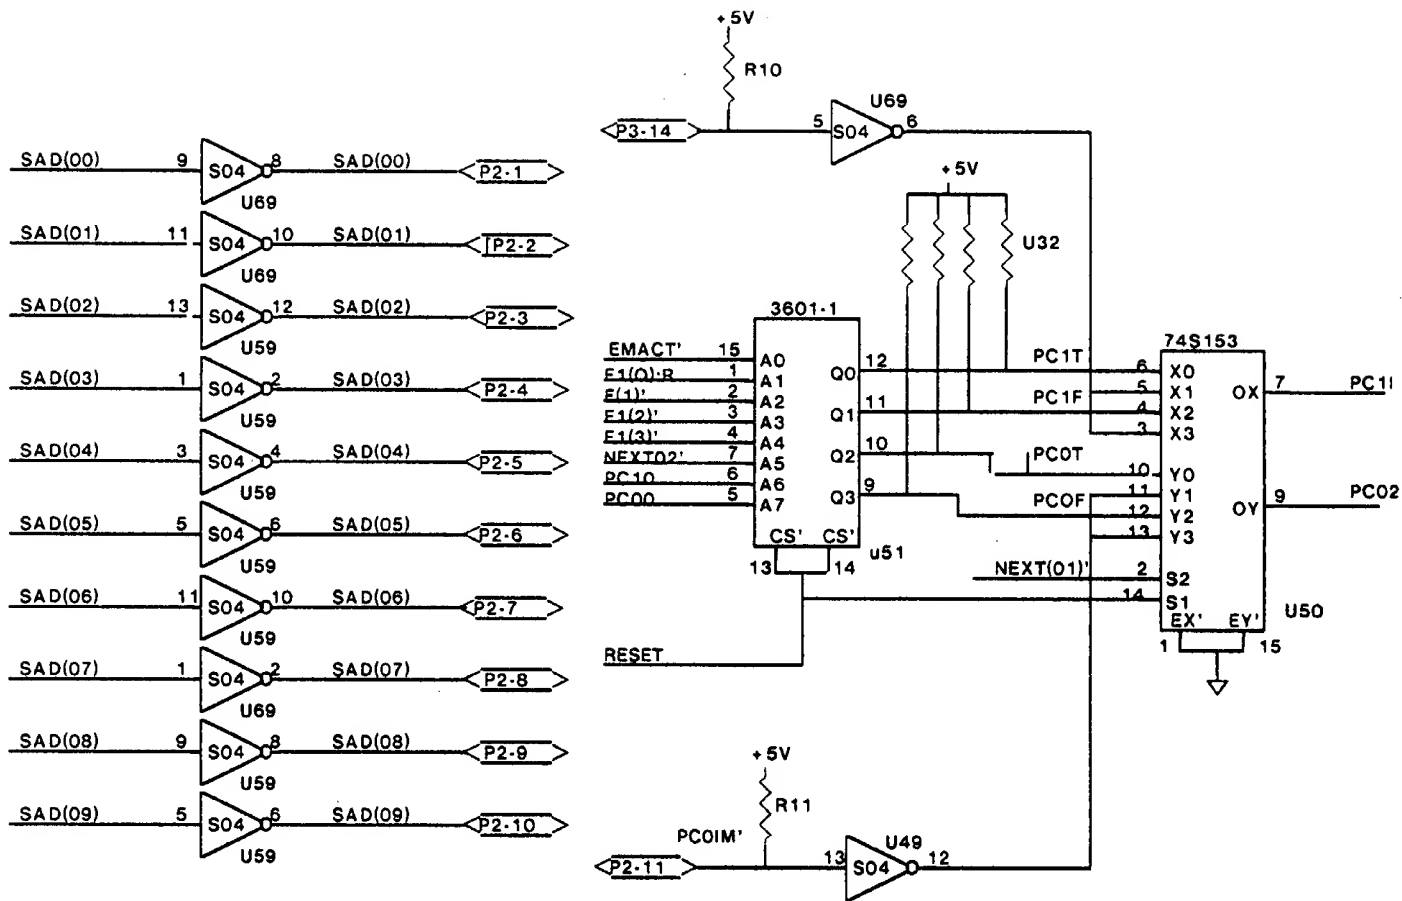 SAD(00) 9 S04 8 SAD(00) P2-1
U69
SAD(01) 11 S04 10 SAD(01) P2-2
U69
SAD(02) 13 S04 12 SAD(02) P2-3
U59
SAD(03) 1 S04 2 SAD(03) P2-4
U59
SAD(04) 3 S04 4 SAD(04) P2-5
U59
SAD(05) 5 S04 6 SAD(05) P2-6
U59
SAD(06) 11 S04 10 SAD(06) P2-7
U59
SAD(07) 1 S04 2 SAD(07) P2-8
U69
SAD(08) 9 S04 8 SAD(08) P2-9
U59
SAD(09) 5 S04 6 SAD(09) P2-10
U59
+5V
R10
U69
P3-14 5 S04 6
+5V
U32
3601-1
EMACT' 15 A0
1 A1
E(1)' 2 A2
E1(2)' 3 A3
E1(3)' 4 A4
NEXT02' 7 A5
PC10 6 A6
PC00 5 A7
Q0 12 PC1T
Q1 11 PC1F
Q2 10 PC0T
Q3 9 PC0F
CS' CS'
13 14
u51
RESET
74S153
6 X0
5 X1
4 X2
3 X3
10 Y0
11 Y1
12 Y2
13 Y3
NEXT(01)' 2 S2
14 S1
OX 7 PC1I
OY 9 PC02
EX' EY'
1 15
U50
+5V
R11
PC0IM'
U49
P2-11 13 S04 12